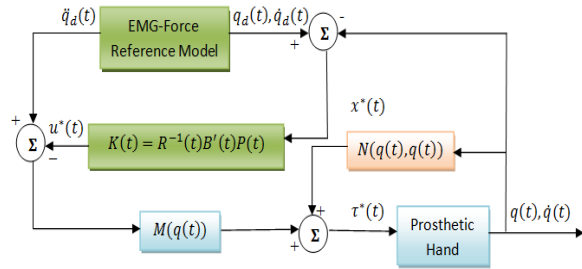 q̈_d(t)
EMG-Force
Reference Model
q_d(t), q̇_d(t)
+
Σ
-
u*(t)
+
Σ
−
K(t) = R⁻¹(t)B′(t)P(t)
x*(t)
N(q(t),q(t))
M(q(t))
+
+
Σ
τ*(t)
Prosthetic
Hand
q(t), q̇(t)